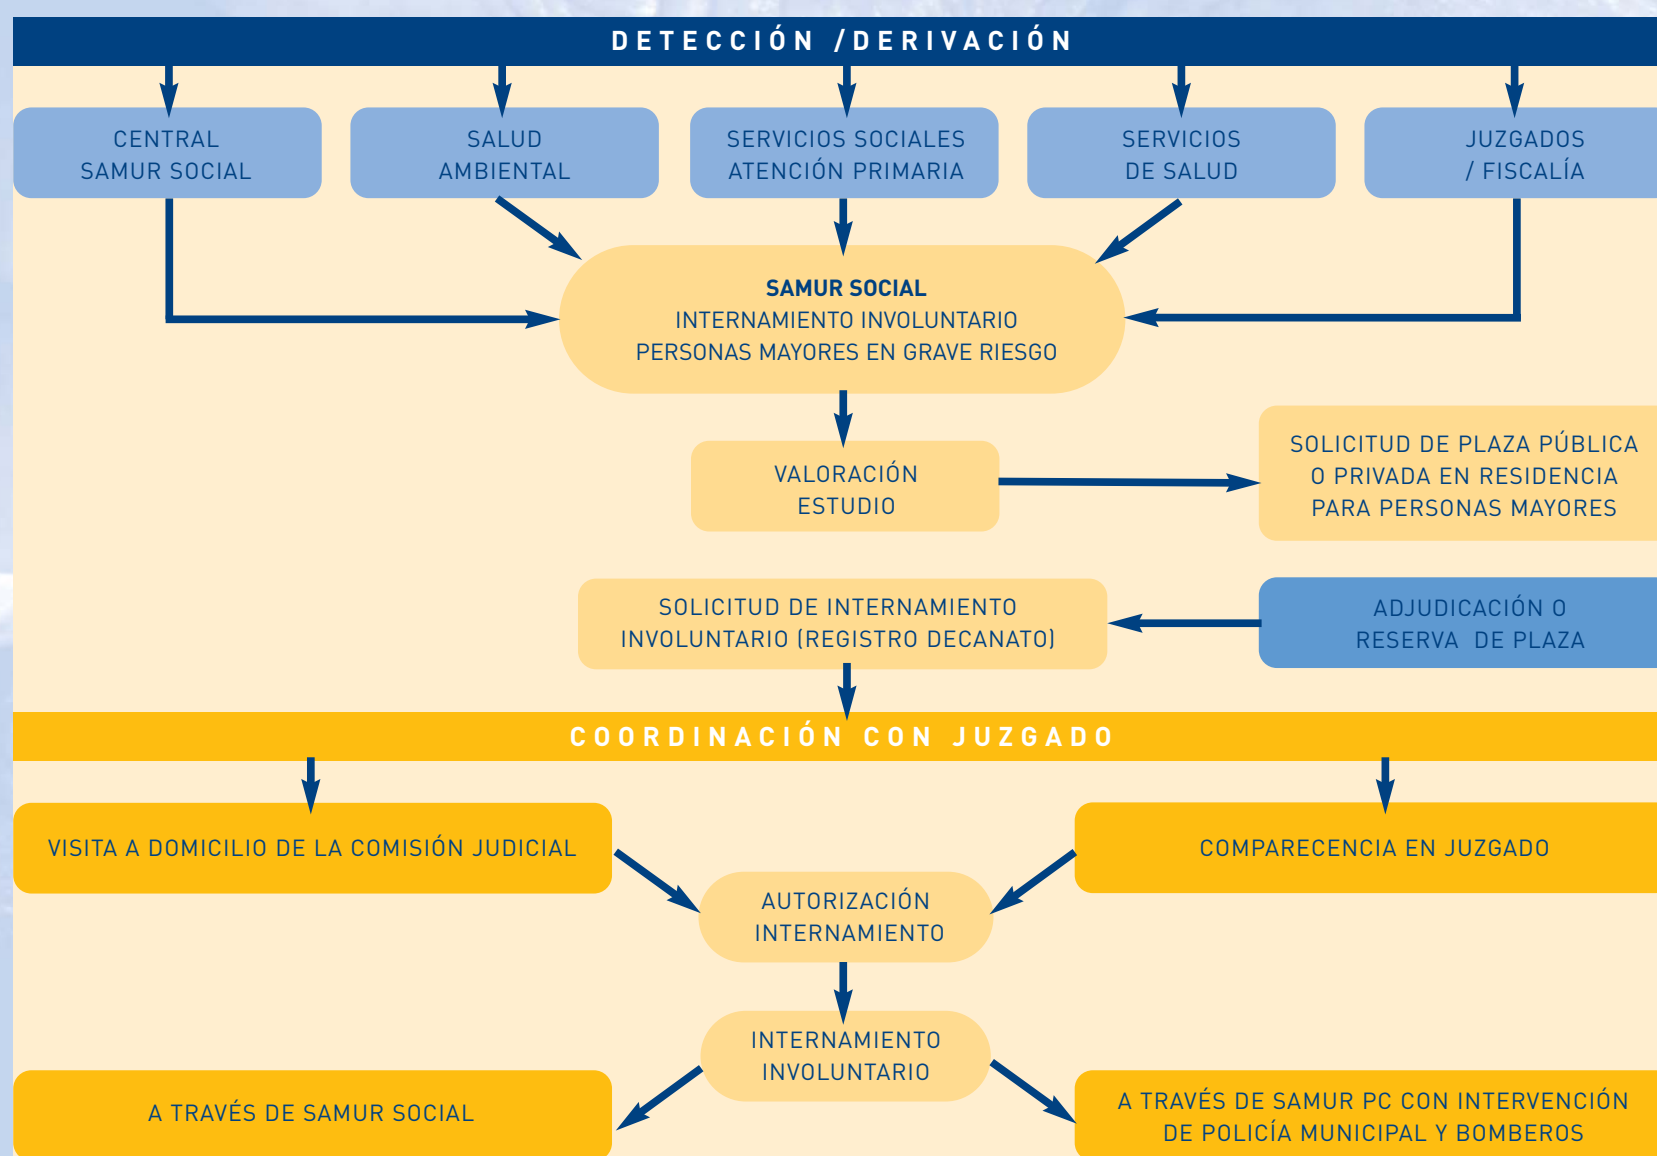 DETECCIÓN /DERIVACIÓN
CENTRAL
SAMUR SOCIAL
SALUD
AMBIENTAL
SERVICIOS SOCIALES
ATENCIÓN PRIMARIA
SERVICIOS
DE SALUD
JUZGADOS
/ FISCALÍA
SAMUR SOCIAL
INTERNAMIENTO INVOLUNTARIO
PERSONAS MAYORES EN GRAVE RIESGO
VALORACIÓN
ESTUDIO
SOLICITUD DE PLAZA PÚBLICA
O PRIVADA EN RESIDENCIA
PARA PERSONAS MAYORES
SOLICITUD DE INTERNAMIENTO
INVOLUNTARIO (REGISTRO DECANATO)
ADJUDICACIÓN O
RESERVA DE PLAZA
COORDINACIÓN CON JUZGADO
VISITA A DOMICILIO DE LA COMISIÓN JUDICIAL
COMPARECENCIA EN JUZGADO
AUTORIZACIÓN
INTERNAMIENTO
INTERNAMIENTO
INVOLUNTARIO
A TRAVÉS DE SAMUR SOCIAL
A TRAVÉS DE SAMUR PC CON INTERVENCIÓN
DE POLICÍA MUNICIPAL Y BOMBEROS